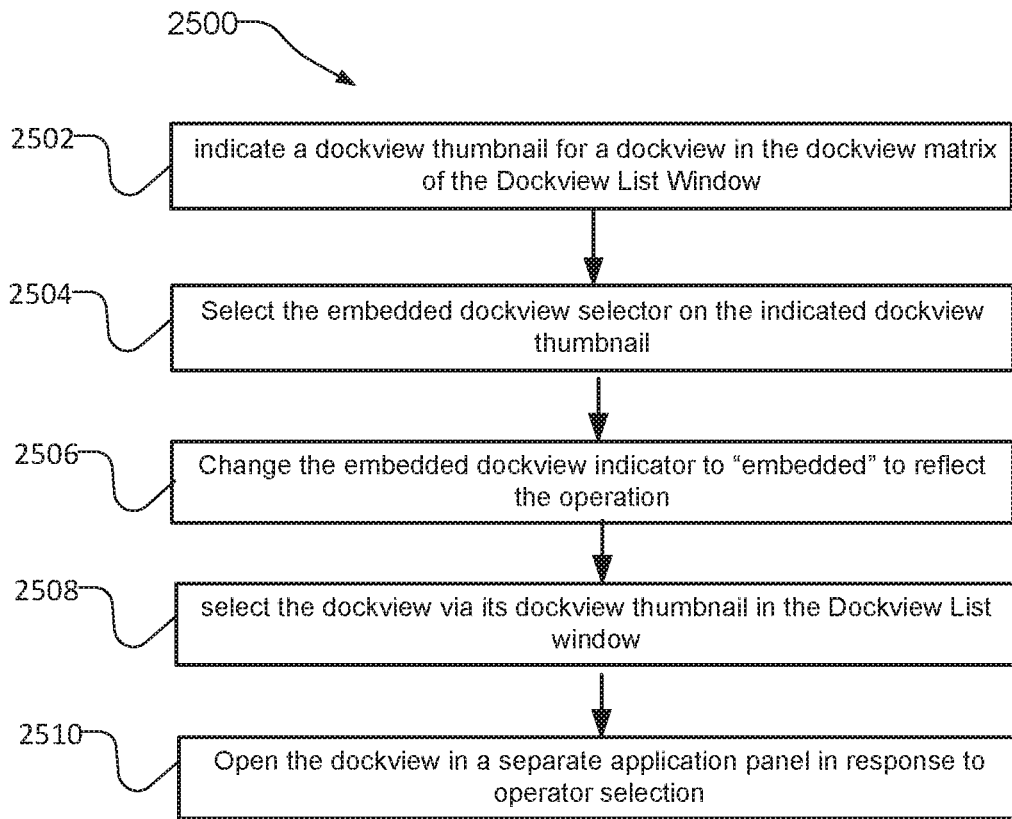 2500
2502
indicate a dockview thumbnail for a dockview in the dockview matrix
of the Dockview List Window
2504
Select the embedded dockview selector on the indicated dockview
thumbnail
2506
Change the embedded dockview indicator to “embedded” to reflect
the operation
2508
select the dockview via its dockview thumbnail in the Dockview List
window
2510
Open the dockview in a separate application panel in response to
operator selection